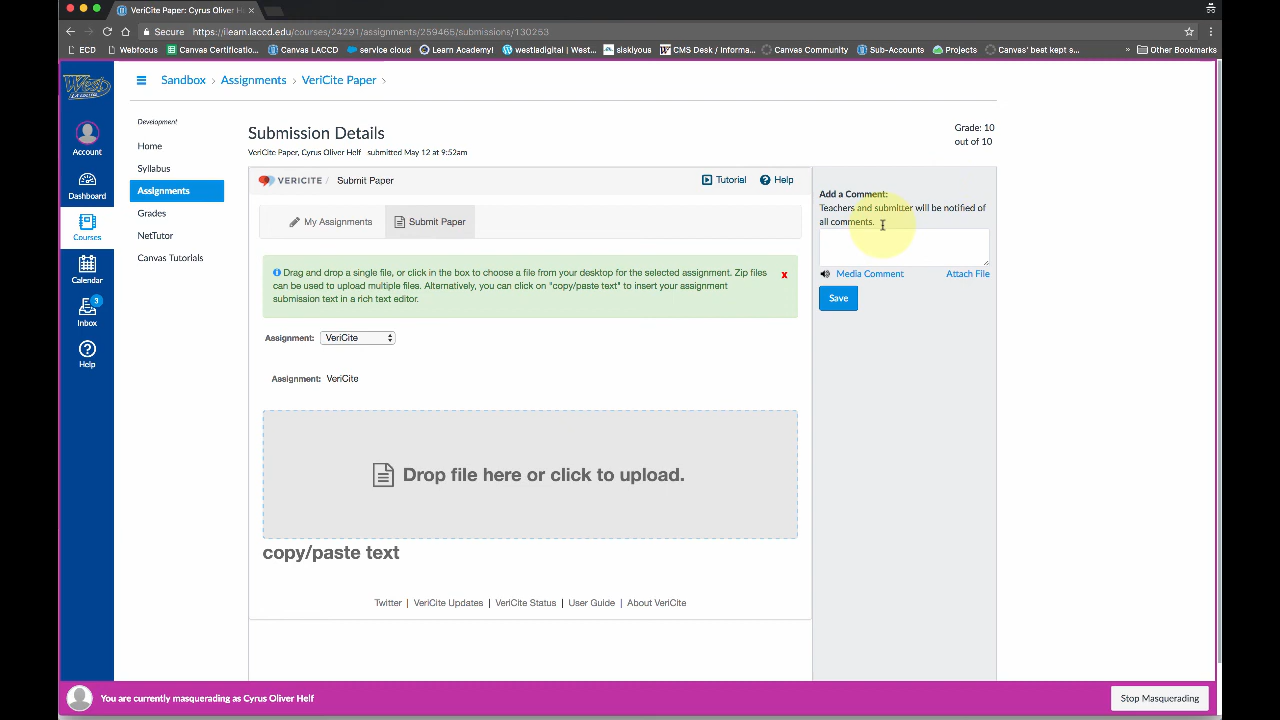 VeriCite Paper: Cyrus Oliver H
Secure
https://ilearn.laccd.edu/courses/24291/assignments/259465/submissions/130253
ECD
Webfocus
Canvas Certificatio...
Canvas LACCD
service cloud
Learn Academy!
westladigital | West...
siskiyous
CMS Desk / Informa...
Canvas Community
Sub-Accounts
Projects
Canvas' best kept s...
»
Other Bookmarks
West
L.A. COLLEGE
Account
Dashboard
Courses
Calendar
3
Inbox
Help
Sandbox > Assignments > VeriCite Paper >
Development
Home
Syllabus
Assignments
Grades
NetTutor
Canvas Tutorials
Submission Details
VeriCite Paper, Cyrus Oliver Helf submitted May 12 at 9:52am
Grade: 10
out of 10
VERICITE / Submit Paper
Tutorial
Help
My Assignments
Submit Paper
Drag and drop a single file, or click in the box to choose a file from your desktop for the selected assignment. Zip files
can be used to upload multiple files. Alternatively, you can click on "copy/paste text" to insert your assignment
submission text in a rich text editor.
x
Assignment: VeriCite
Assignment: VeriCite
Drop file here or click to upload.
copy/paste text
Twitter | VeriCite Updates | VeriCite Status | User Guide | About VeriCite
Add a Comment:
Teachers and submitter will be notified of
all comments.
Media Comment
Attach File
Save
You are currently masquerading as Cyrus Oliver Helf
Stop Masquerading